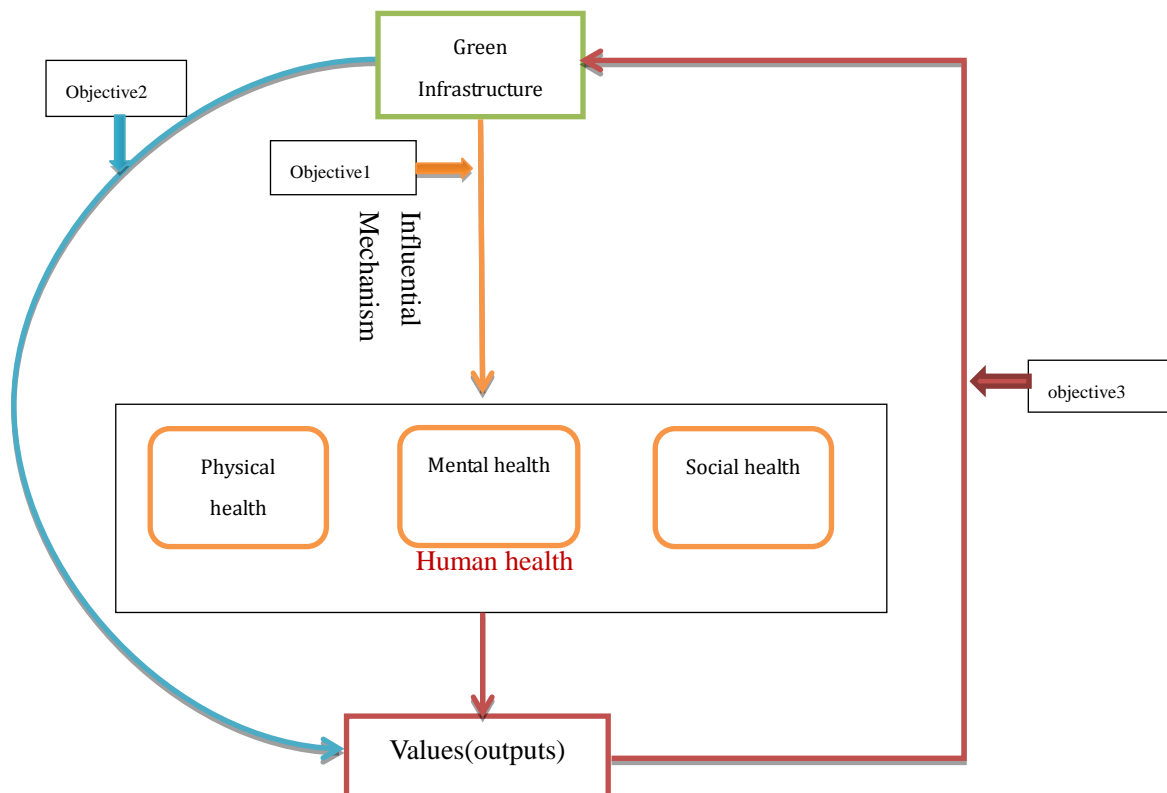 Green
Infrastructure
Objective2
Objective1
Influential
Mechanism
objective3
Physical
health
Mental health
Social health
Human health
Values(outputs)